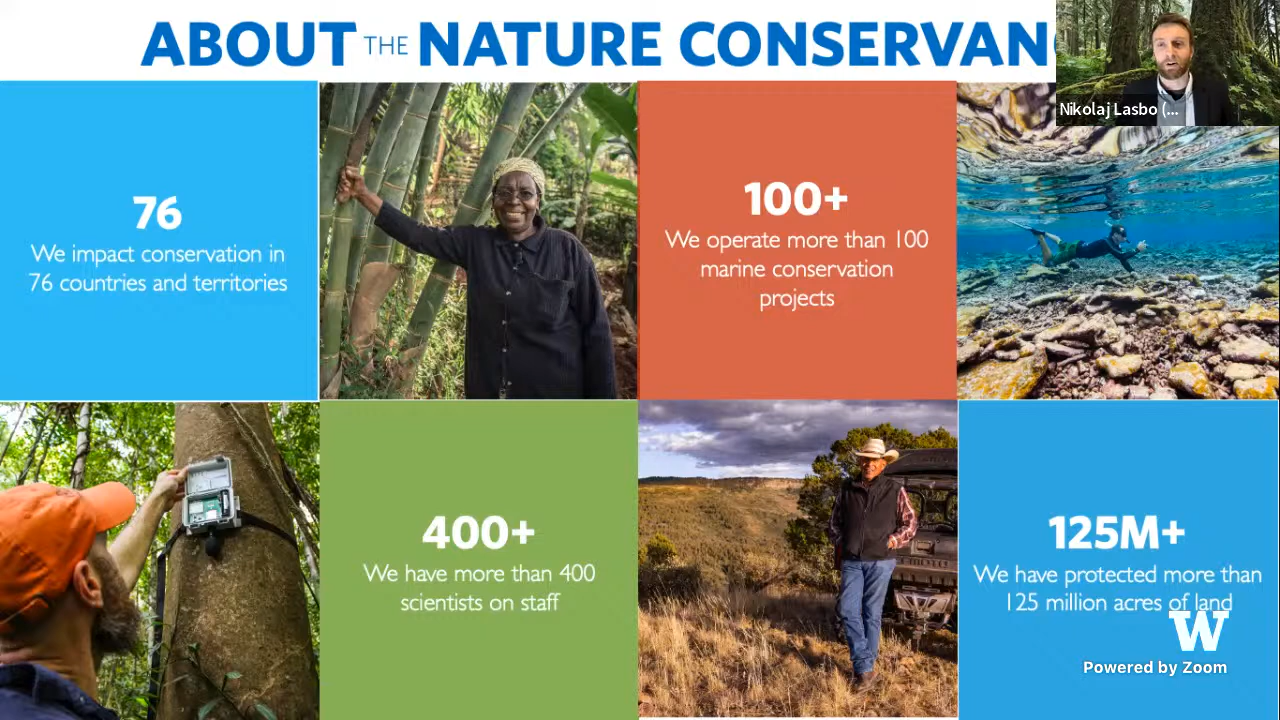 ABOUT THE NATURE CONSERVAN
Nikolaj Lasbo (...
76
We impact conservation in
76 countries and territories
100+
We operate more than 100
marine conservation
projects
400+
We have more than 400
scientists on staff
125M+
We have protected more than
125 million acres of land
W
Powered by Zoom